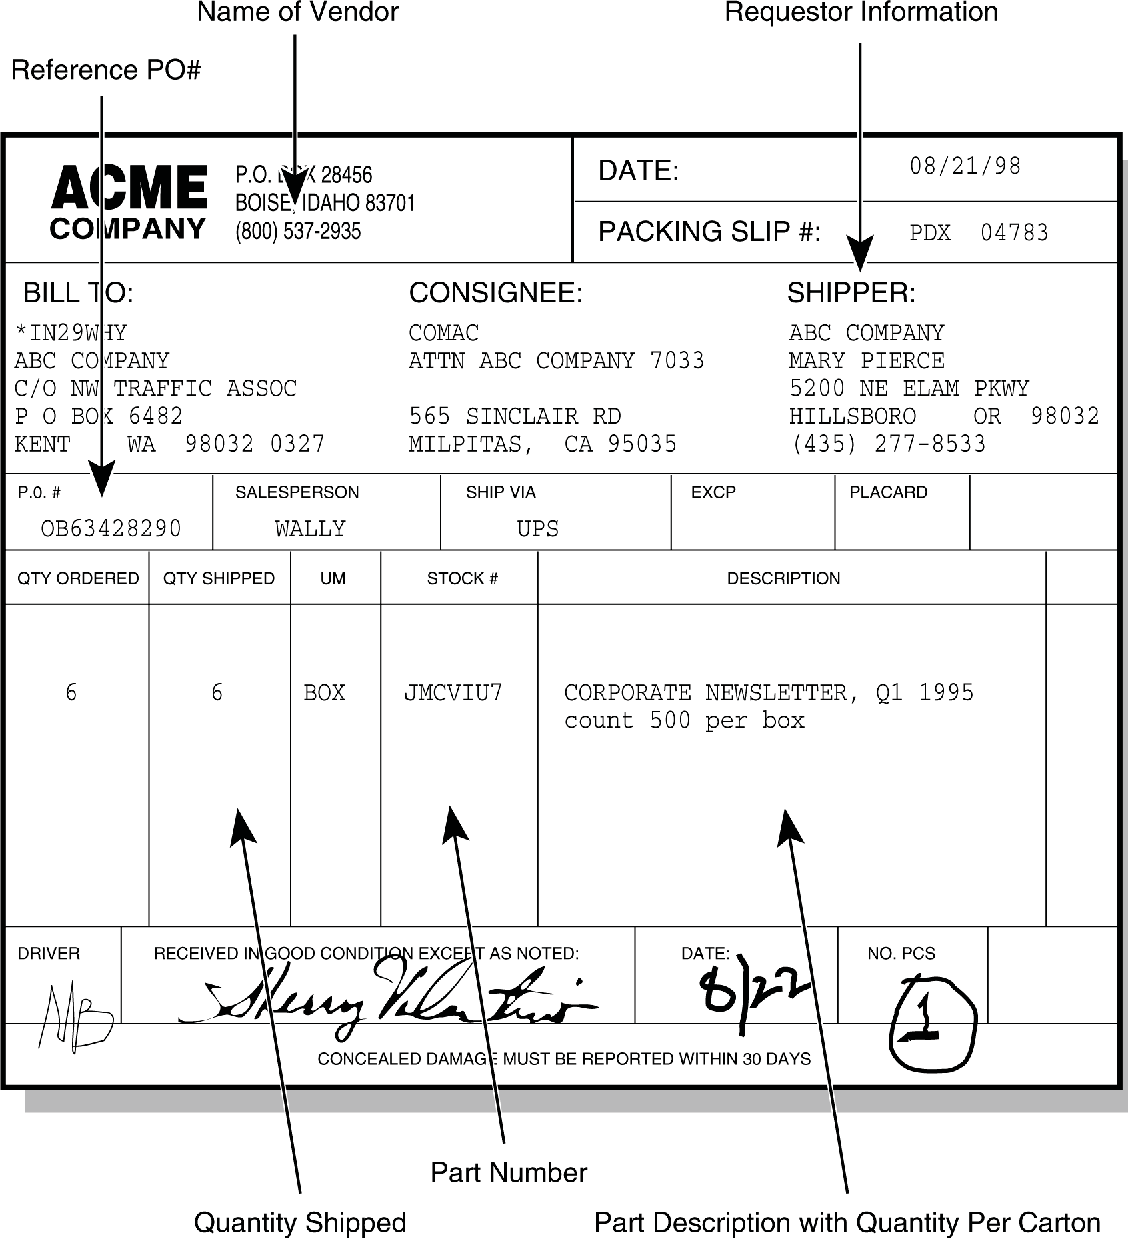 Name of Vendor
Requestor Information
Reference PO#
ACME
COMPANY
P.O. BOX 28456
BOISE, IDAHO 83701
(800) 537-2935
DATE: 08/21/98
PACKING SLIP #: PDX 04783
BILL TO:
*IN29WHY
ABC COMPANY
C/O NW TRAFFIC ASSOC
P O BOX 6482
KENT WA 98032 0327
CONSIGNEE:
COMAC
ATTN ABC COMPANY 7033
565 SINCLAIR RD
MILPITAS, CA 95035
SHIPPER:
ABC COMPANY
MARY PIERCE
5200 NE ELAM PKWY
HILLSBORO OR 98032
(435) 277-8533
P.O. # SALESPERSON SHIP VIA EXCP PLACARD
OB63428290 WALLY UPS
QTY ORDERED QTY SHIPPED UM STOCK # DESCRIPTION
6 6 BOX JMCVIU7 CORPORATE NEWSLETTER, Q1 1995
count 500 per box
DRIVER RECEIVED IN GOOD CONDITION EXCEPT AS NOTED: DATE: NO. PCS
MB Sherry Valentino 8/22 1
CONCEALED DAMAGE MUST BE REPORTED WITHIN 30 DAYS
Part Number
Quantity Shipped
Part Description with Quantity Per Carton